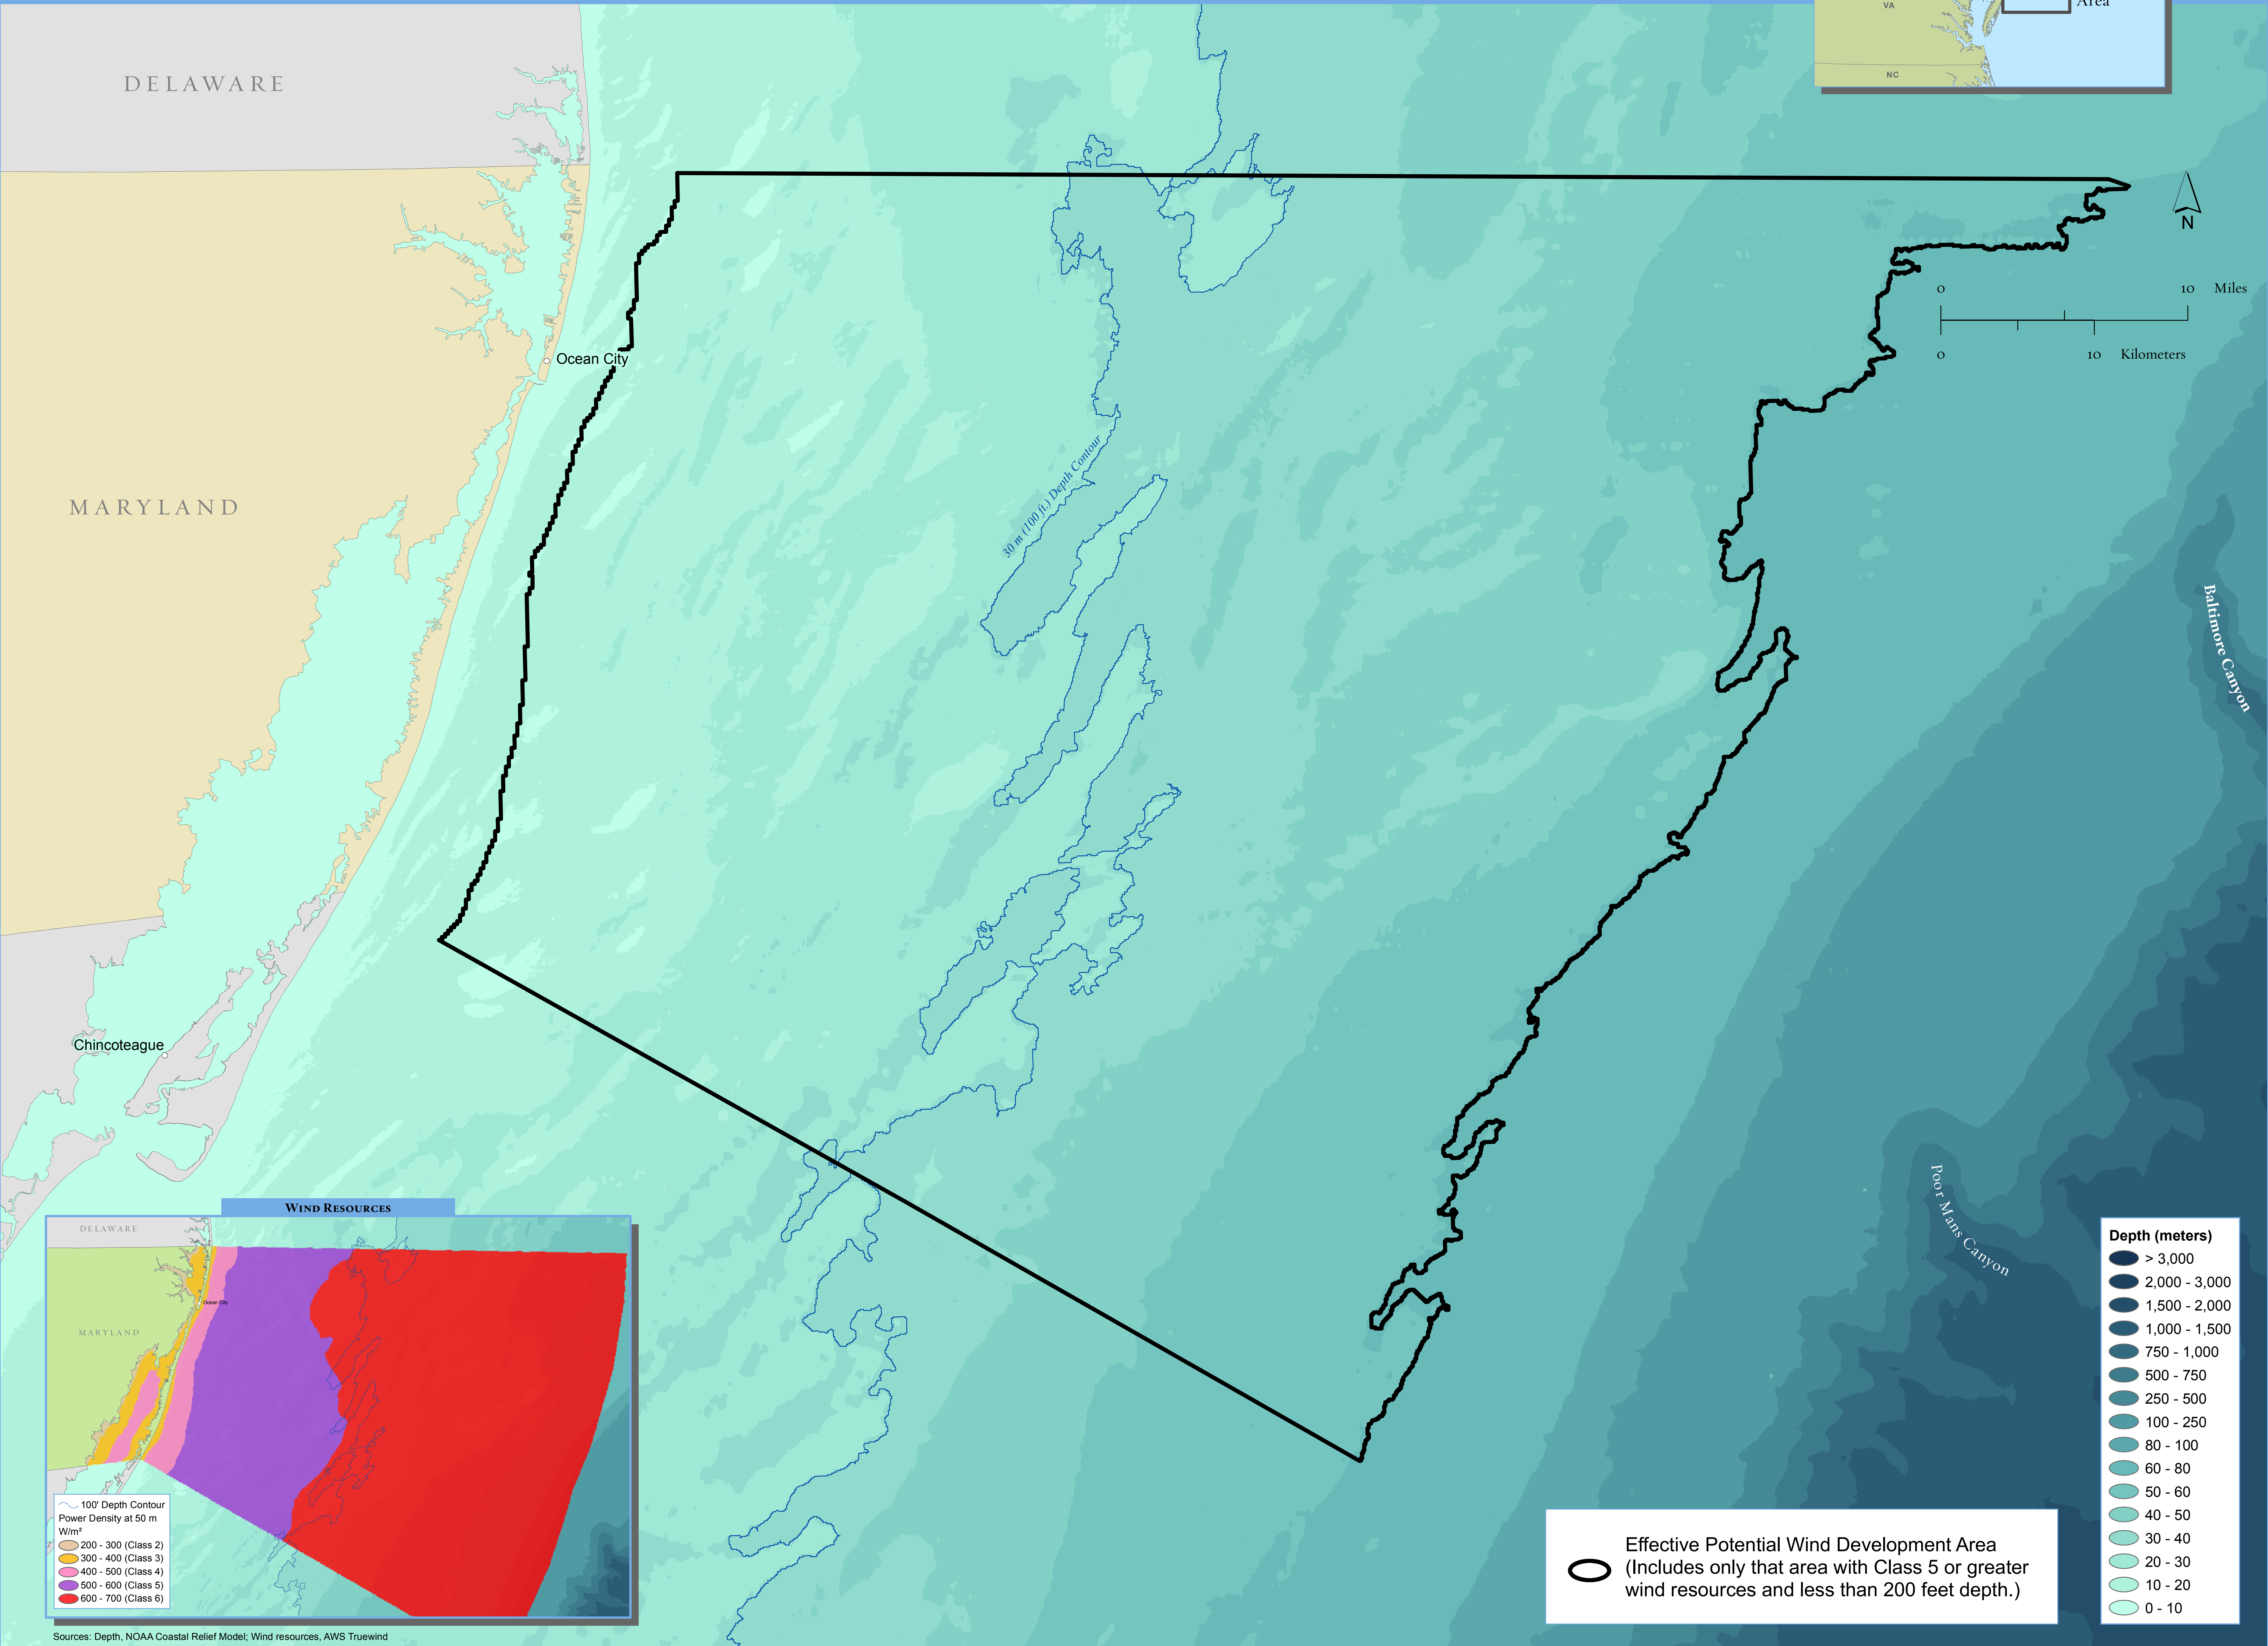 Area
VA
NC
DELAWARE
N
0 10 Miles
0 10 Kilometers
Ocean City
MARYLAND
30 m (100 ft.) Depth Contour
Baltimore Canyon
Chincoteague
Poor Mans Canyon
Wind Resources
DELAWARE
Ocean City
MARYLAND
100' Depth Contour
Power Density at 50 m
W/m²
200 - 300 (Class 2)
300 - 400 (Class 3)
400 - 500 (Class 4)
500 - 600 (Class 5)
600 - 700 (Class 6)
Depth (meters)
> 3,000
2,000 - 3,000
1,500 - 2,000
1,000 - 1,500
750 - 1,000
500 - 750
250 - 500
100 - 250
80 - 100
60 - 80
50 - 60
40 - 50
30 - 40
20 - 30
10 - 20
0 - 10
Effective Potential Wind Development Area
(Includes only that area with Class 5 or greater
wind resources and less than 200 feet depth.)
Sources: Depth, NOAA Coastal Relief Model; Wind resources, AWS Truewind